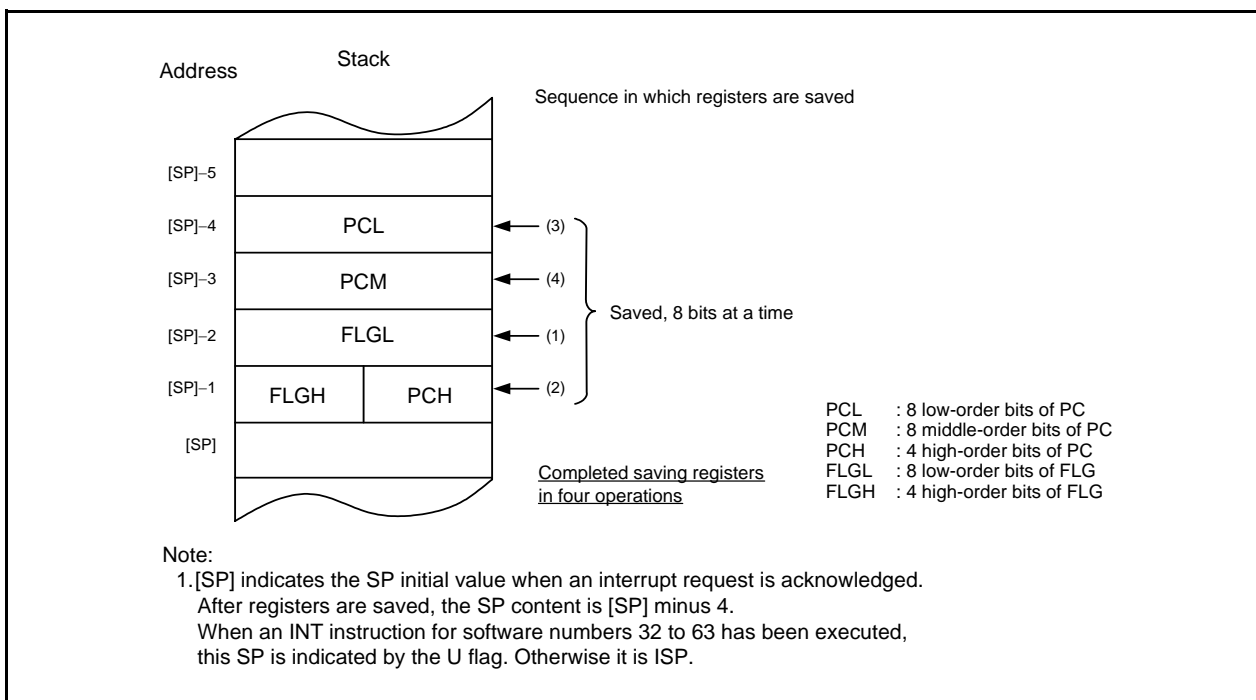 Address
Stack
Sequence in which registers are saved
[SP]−5
[SP]−4
PCL
(3)
[SP]−3
PCM
(4)
Saved, 8 bits at a time
[SP]−2
FLGL
(1)
[SP]−1
FLGH
PCH
(2)
[SP]
Completed saving registers
in four operations
PCL : 8 low-order bits of PC
PCM : 8 middle-order bits of PC
PCH : 4 high-order bits of PC
FLGL : 8 low-order bits of FLG
FLGH : 4 high-order bits of FLG
Note:
1.[SP] indicates the SP initial value when an interrupt request is acknowledged.
After registers are saved, the SP content is [SP] minus 4.
When an INT instruction for software numbers 32 to 63 has been executed,
this SP is indicated by the U flag. Otherwise it is ISP.